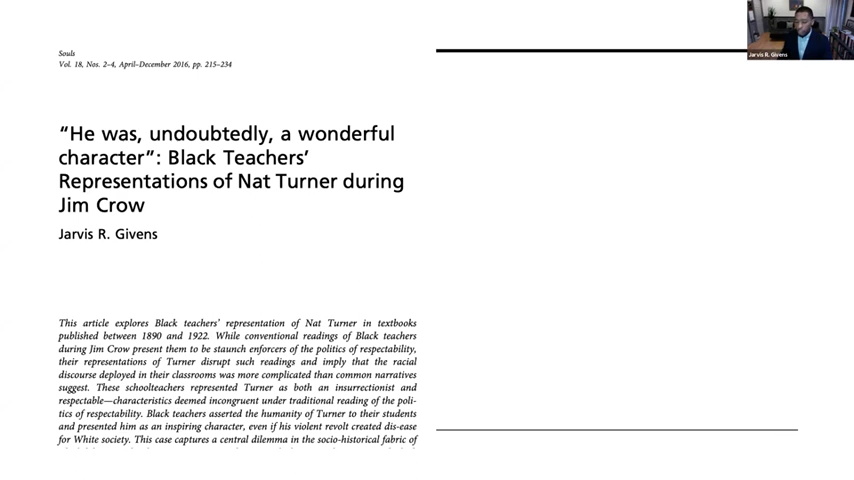 Souls
Vol. 18, Nos. 2–4, April–December 2016, pp. 215–234
“He was, undoubtedly, a wonderful
character”: Black Teachers’
Representations of Nat Turner during
Jim Crow
Jarvis R. Givens
This article explores Black teachers’ representation of Nat Turner in textbooks
published between 1890 and 1922. While conventional readings of Black teachers
during Jim Crow present them to be staunch enforcers of the politics of respectability,
their representations of Turner disrupt such readings and imply that the racial
discourse deployed in their classrooms was more complicated than common narratives
suggest. These schoolteachers represented Turner as both an insurrectionist and
respectable—characteristics deemed incongruent under traditional reading of the poli-
tics of respectability. Black teachers asserted the humanity of Turner to their students
and presented him as an inspiring character, even if his violent revolt created dis-ease
for White society. This case captures a central dilemma in the socio-historical fabric of
Jarvis R. Givens